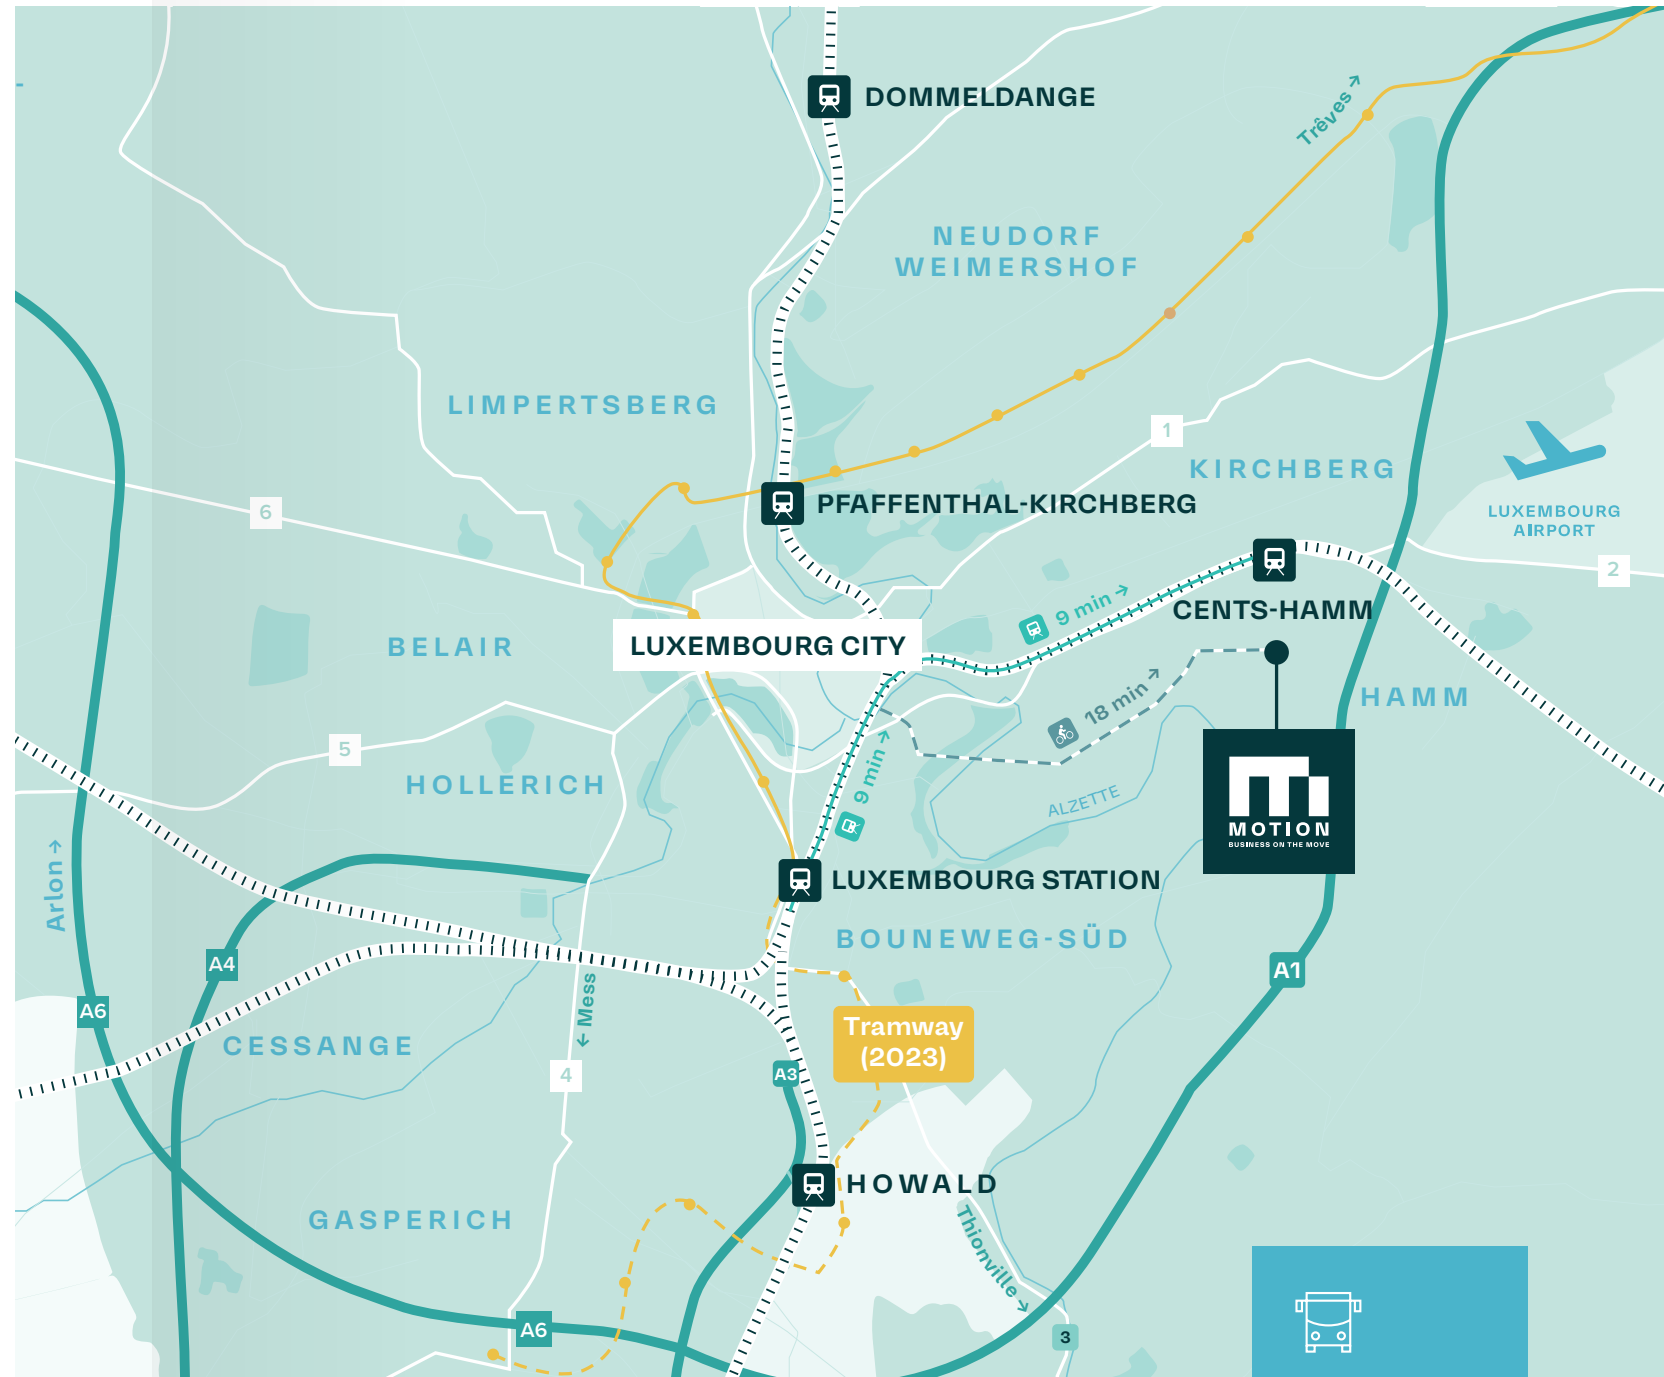 DOMMELDANGE
Trêves →
NEUDORF
WEIMERSHOF
LIMPERTSBERG
1
KIRCHBERG
LUXEMBOURG
AIRPORT
PFAFFENTHAL-KIRCHBERG
6
2
9 min →
CENTS-HAMM
LUXEMBOURG CITY
BELAIR
18 min →
HAMM
5
HOLLERICH
9 min →
ALZETTE
MOTION
BUSINESS ON THE MOVE
Arlon →
LUXEMBOURG STATION
BOUNEWEG-SÜD
A4
A1
A6
← Mess
Tramway
(2023)
CESSANGE
4
A3
HOWALD
GASPERICH
Thionville →
A6
3